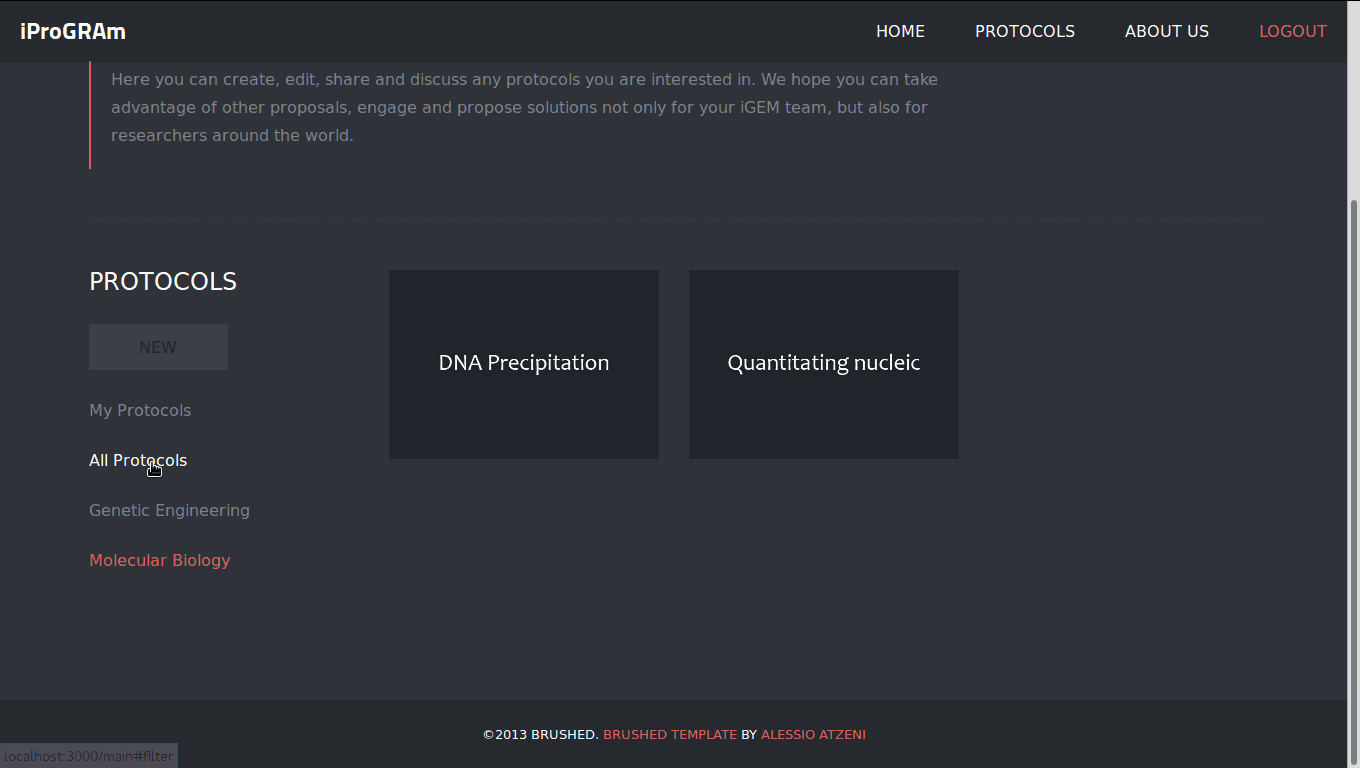 iProGRAm
HOME PROTOCOLS ABOUT US LOGOUT
Here you can create, edit, share and discuss any protocols you are interested in. We hope you can take
advantage of other proposals, engage and propose solutions not only for your iGEM team, but also for
researchers around the world.
PROTOCOLS
NEW
My Protocols
All Protocols
Genetic Engineering
Molecular Biology
DNA Precipitation
Quantitating nucleic
©2013 BRUSHED. BRUSHED TEMPLATE BY ALESSIO ATZENI
localhost:3000/main#filter